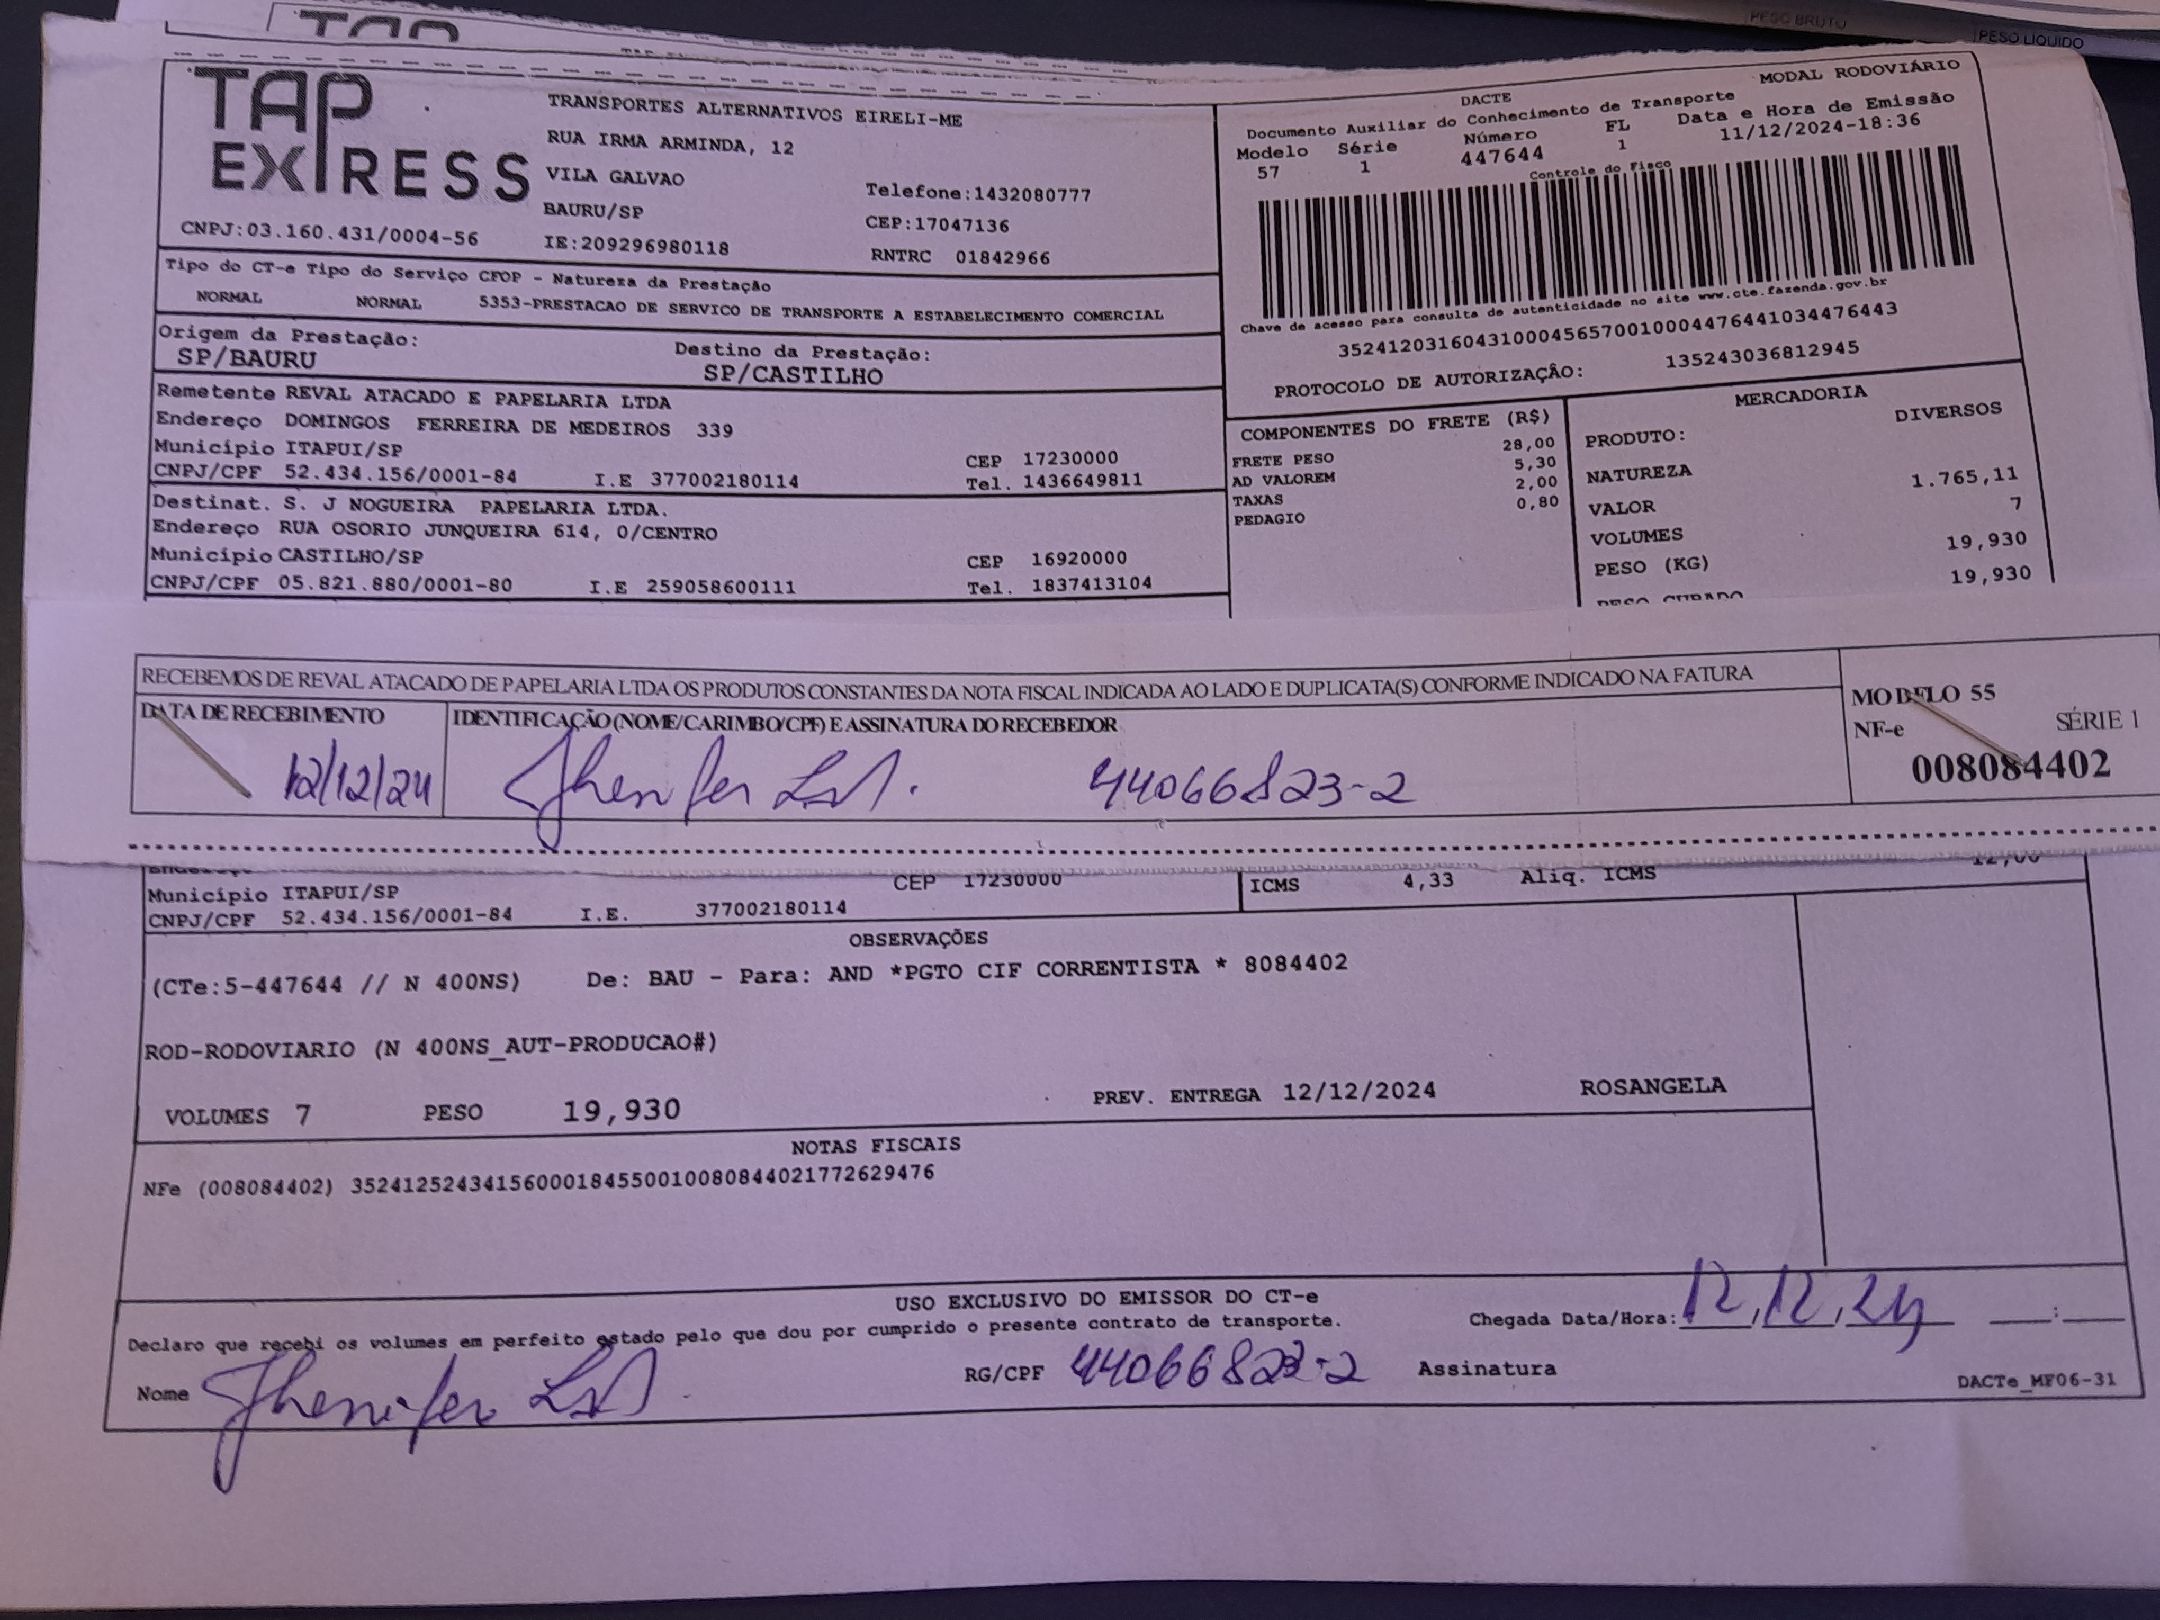 PESO BRUTO
PESO LIQUIDO
TAP
EXPRESS
TRANSPORTES ALTERNATIVOS EIRELI-ME
RUA IRMA ARMINDA, 12
VILA GALVAO
Telefone:1432080777
BAURU/SP
CEP:17047136
CNPJ:03.160.431/0004-56
IE:209296980118
RNTRC 01842966
DACTE
MODAL RODOVIÁRIO
Documento Auxiliar do Conhecimento de Transporte
Modelo Série Número FL Data e Hora de Emissão
57 1 447644 1 11/12/2024-18:36
Controle do Fisco
Chave de acesso para consulta de autenticidade no site www.cte.fazenda.gov.br
35241203160431000456570010004476441034476443
PROTOCOLO DE AUTORIZAÇÃO: 135243036812945
Tipo do CT-e Tipo do Serviço CFOP - Natureza da Prestação
NORMAL NORMAL 5353-PRESTACAO DE SERVICO DE TRANSPORTE A ESTABELECIMENTO COMERCIAL
Origem da Prestação:
SP/BAURU
Destino da Prestação:
SP/CASTILHO
Remetente REVAL ATACADO E PAPELARIA LTDA
Endereço DOMINGOS FERREIRA DE MEDEIROS 339
Município ITAPUI/SP CEP 17230000
CNPJ/CPF 52.434.156/0001-84 I.E 377002180114 Tel. 1436649811
Destinat. S. J NOGUEIRA PAPELARIA LTDA.
Endereço RUA OSORIO JUNQUEIRA 614, 0/CENTRO
Município CASTILHO/SP CEP 16920000
CNPJ/CPF 05.821.880/0001-80 I.E 259058600111 Tel. 1837413104
COMPONENTES DO FRETE (R$)
FRETE PESO 28,00
AD VALOREM 5,30
TAXAS 2,00
PEDAGIO 0,80
MERCADORIA
PRODUTO: DIVERSOS
NATUREZA
VALOR 1.765,11
VOLUMES 7
PESO (KG) 19,930
PESO CUBADO 19,930
RECEBEMOS DE REVAL ATACADO DE PAPELARIA LTDA OS PRODUTOS CONSTANTES DA NOTA FISCAL INDICADA AO LADO E DUPLICATA(S) CONFORME INDICADO NA FATURA
DATA DE RECEBIMENTO
12/12/24
IDENTIFICAÇÃO (NOME/CARIMBO/CPF) E ASSINATURA DO RECEBEDOR
Jhenifer 44066823-2
MODELO 55
NF-e SÉRIE 1
008084402
Endereço
Município ITAPUI/SP CEP 17230000
CNPJ/CPF 52.434.156/0001-84 I.E. 377002180114
ICMS 4,33 Aliq. ICMS 12,00
OBSERVAÇÕES
(CTe:5-447644 // N 400NS) De: BAU - Para: AND *PGTO CIF CORRENTISTA * 8084402
ROD-RODOVIARIO (N 400NS_AUT-PRODUCAO#)
VOLUMES 7 PESO 19,930 PREV. ENTREGA 12/12/2024 ROSANGELA
NOTAS FISCAIS
NFe (008084402) 35241252434156000184550010080844021772629476
USO EXCLUSIVO DO EMISSOR DO CT-e
Declaro que recebi os volumes em perfeito estado pelo que dou por cumprido o presente contrato de transporte.
Chegada Data/Hora: 12,12,24 :
Nome Jhenifer RG/CPF 44066823-2 Assinatura
DACTe_MF06-31